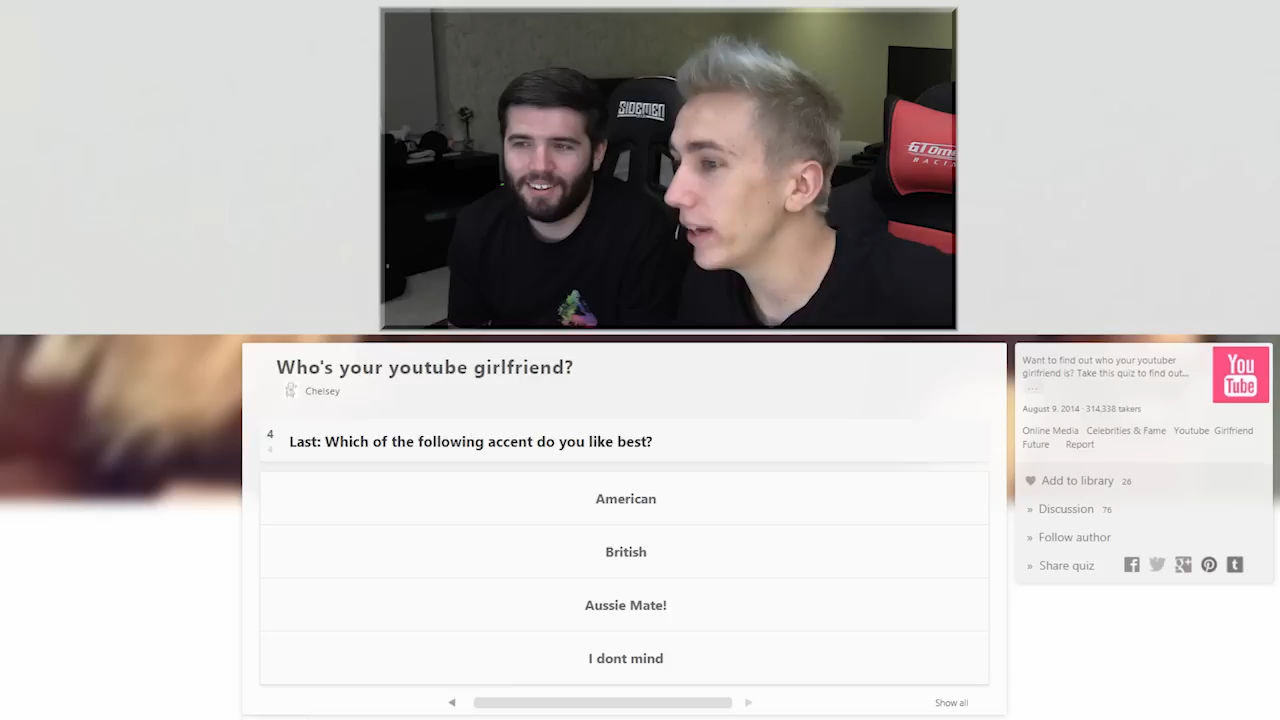 SIDEMEN
GTOme
RACIN
Who's your youtube girlfriend?
Chelsey
4
Last: Which of the following accent do you like best?
American
British
Aussie Mate!
I dont mind
Show all
Want to find out who your youtuber
girlfriend is? Take this quiz to find out...
...
You
Tube
August 9, 2014 · 314,338 takers
Online Media Celebrities & Fame Youtube Girlfriend
Future Report
Add to library 26
» Discussion 76
» Follow author
» Share quiz